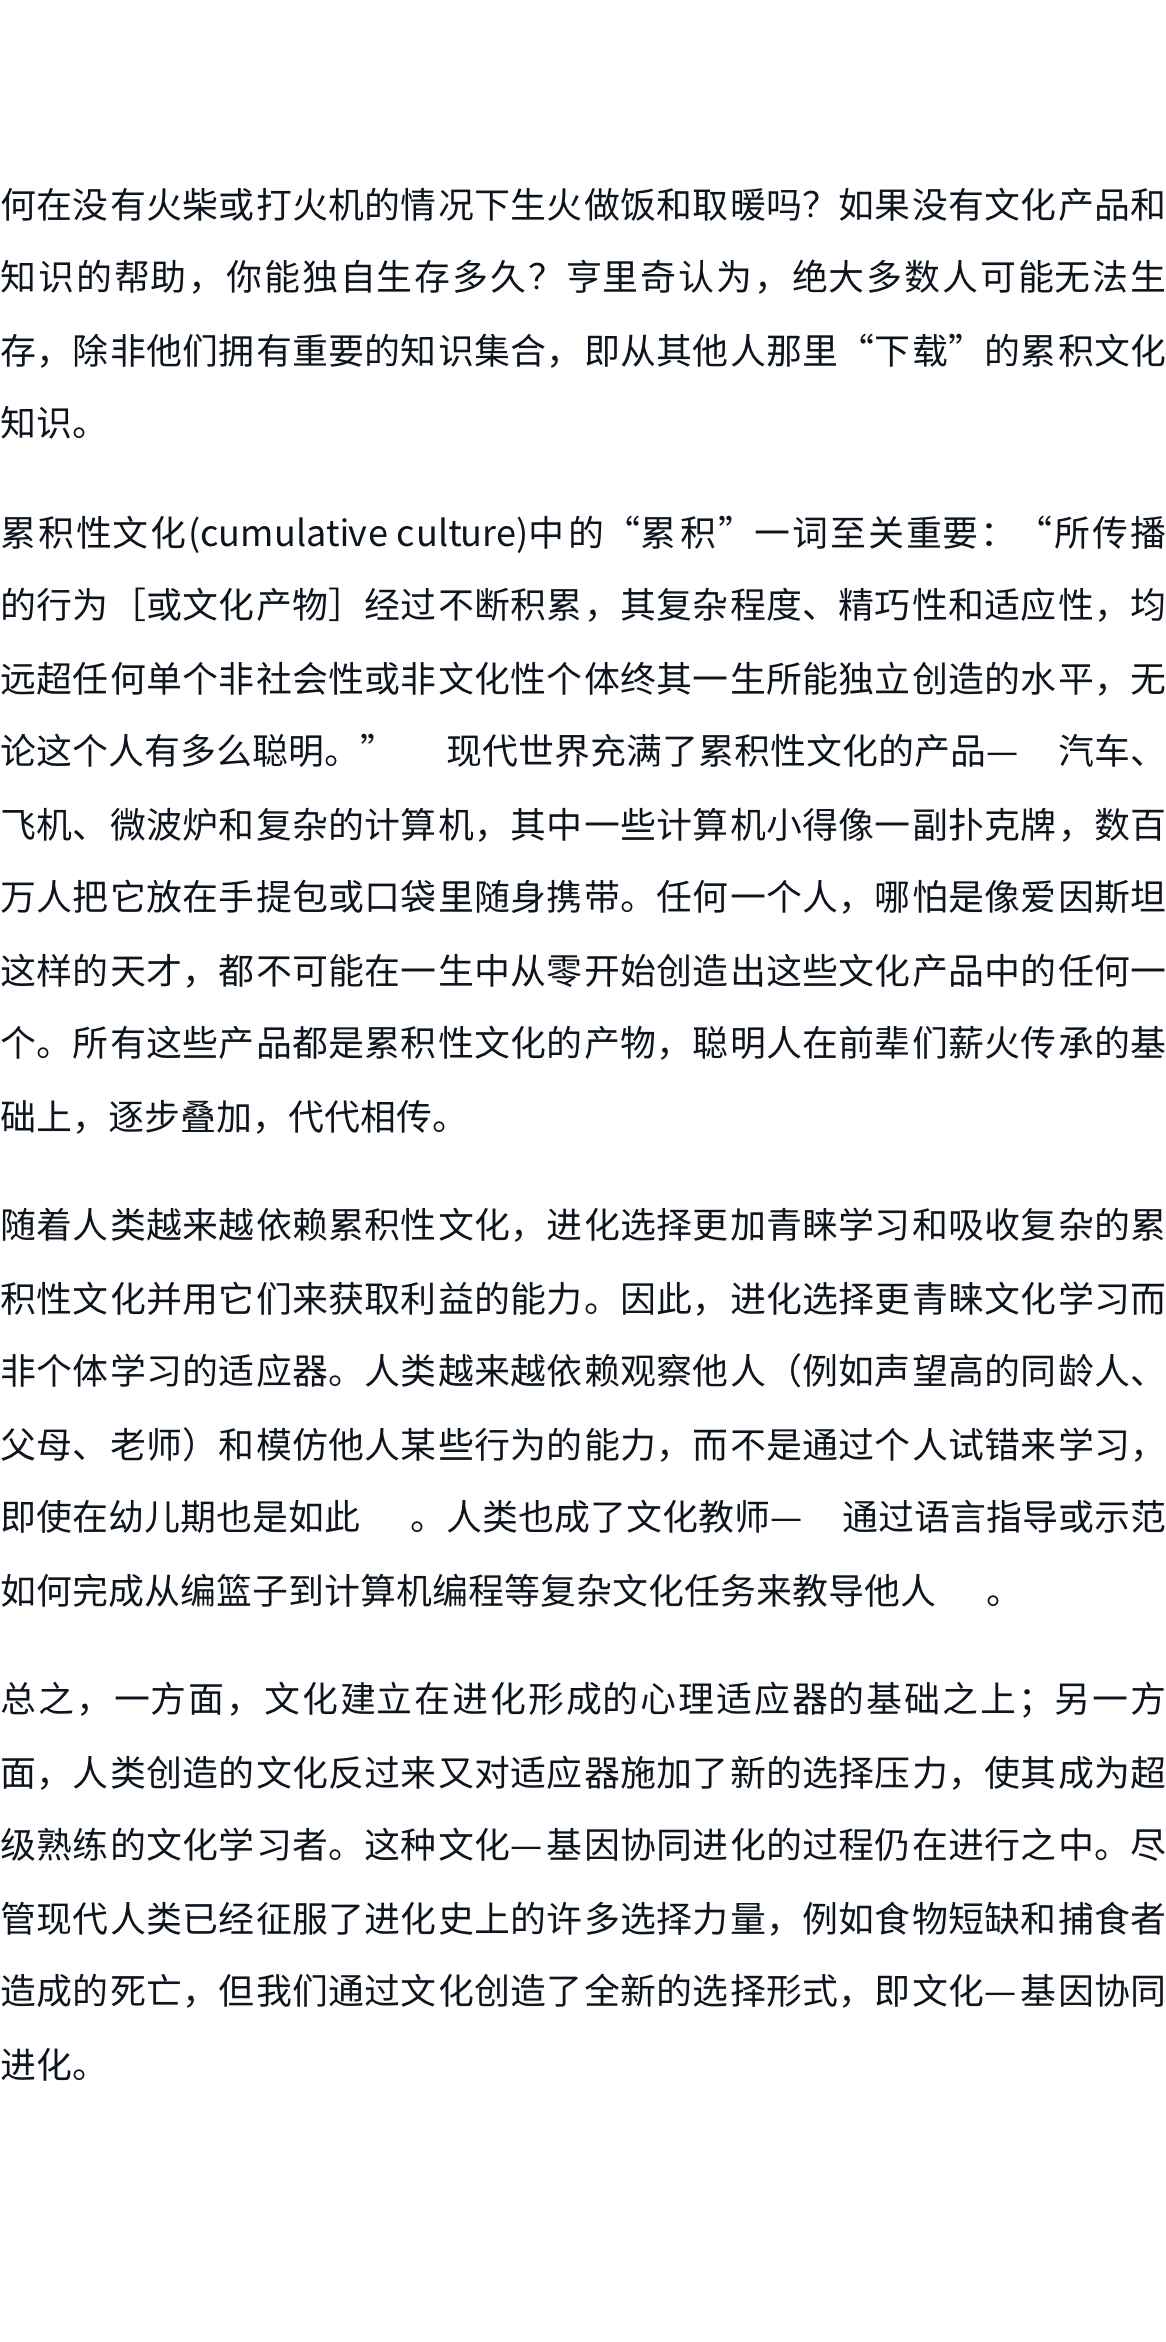 何在没有火柴或打火机的情况下生火做饭和取暖吗？如果没有文化产品和
知识的帮助，你能独自生存多久？亨里奇认为，绝大多数人可能无法生
存，除非他们拥有重要的知识集合，即从其他人那里“下载”的累积文化
知识。
累积性文化(cumulative culture)中的“累积”一词至关重要：“所传播
的行为［或文化产物］经过不断积累，其复杂程度、精巧性和适应性，均
远超任何单个非社会性或非文化性个体终其一生所能独立创造的水平，无
论这个人有多么聪明。” 现代世界充满了累积性文化的产品— 汽车、
飞机、微波炉和复杂的计算机，其中一些计算机小得像一副扑克牌，数百
万人把它放在手提包或口袋里随身携带。任何一个人，哪怕是像爱因斯坦
这样的天才，都不可能在一生中从零开始创造出这些文化产品中的任何一
个。所有这些产品都是累积性文化的产物，聪明人在前辈们薪火传承的基
础上，逐步叠加，代代相传。
随着人类越来越依赖累积性文化，进化选择更加青睐学习和吸收复杂的累
积性文化并用它们来获取利益的能力。因此，进化选择更青睐文化学习而
非个体学习的适应器。人类越来越依赖观察他人（例如声望高的同龄人、
父母、老师）和模仿他人某些行为的能力，而不是通过个人试错来学习，
即使在幼儿期也是如此 。人类也成了文化教师— 通过语言指导或示范
如何完成从编篮子到计算机编程等复杂文化任务来教导他人 。
总之，一方面，文化建立在进化形成的心理适应器的基础之上；另一方
面，人类创造的文化反过来又对适应器施加了新的选择压力，使其成为超
级熟练的文化学习者。这种文化—基因协同进化的过程仍在进行之中。尽
管现代人类已经征服了进化史上的许多选择力量，例如食物短缺和捕食者
造成的死亡，但我们通过文化创造了全新的选择形式，即文化—基因协同
进化。